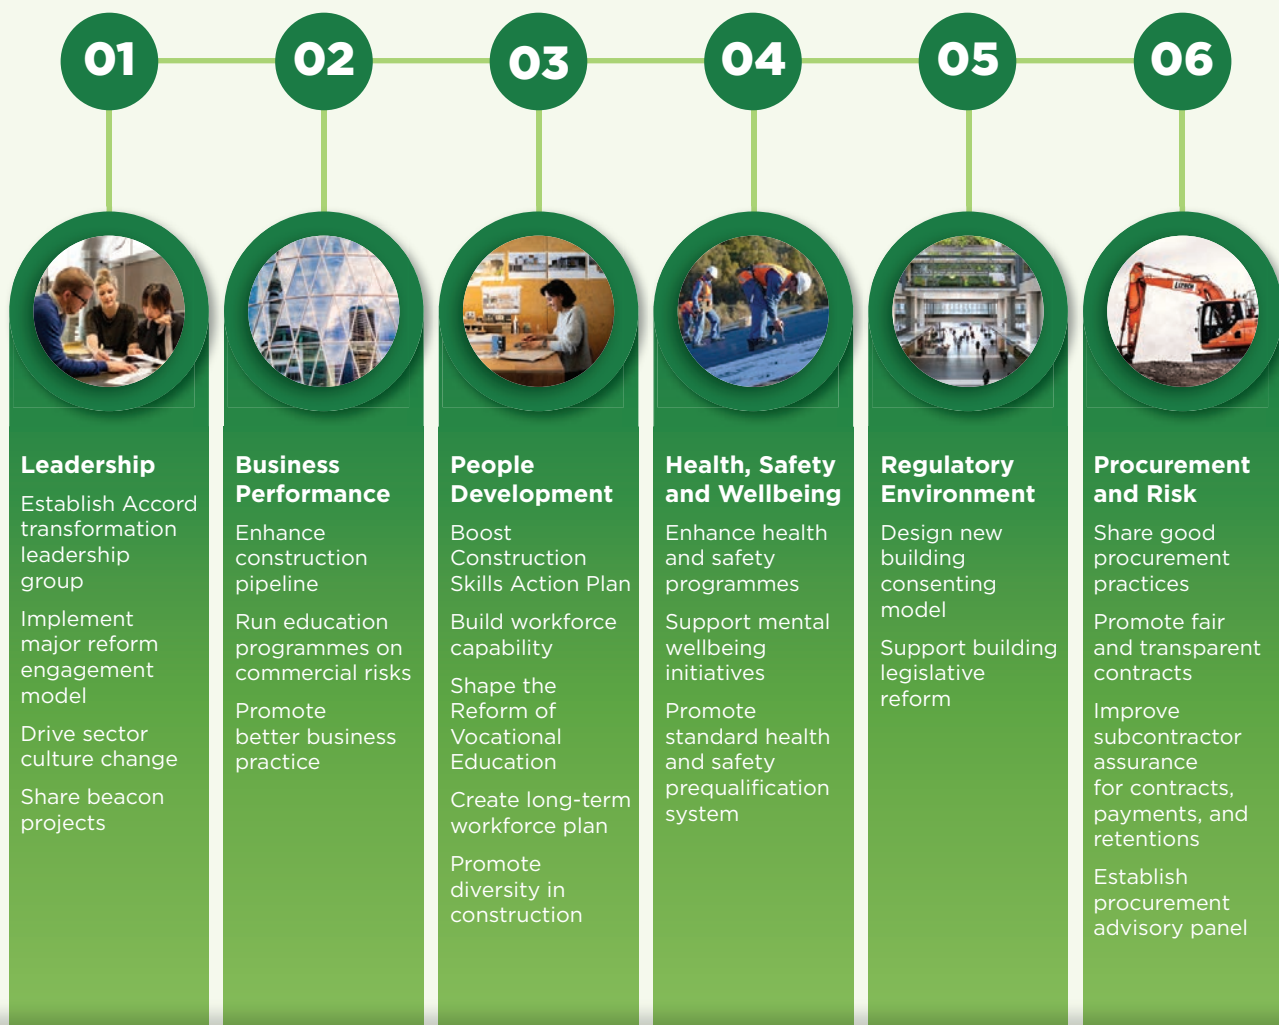 01
02
03
04
05
06
Leadership
Establish Accord
transformation
leadership
group
Implement
major reform
engagement
model
Drive sector
culture change
Share beacon
projects
Business
Performance
Enhance
construction
pipeline
Run education
programmes on
commercial risks
Promote
better business
practice
People
Development
Boost
Construction
Skills Action Plan
Build workforce
capability
Shape the
Reform of
Vocational
Education
Create long-term
workforce plan
Promote
diversity in
construction
Health, Safety
and Wellbeing
Enhance health
and safety
programmes
Support mental
wellbeing
initiatives
Promote
standard health
and safety
prequalification
system
Regulatory
Environment
Design new
building
consenting
model
Support building
legislative
reform
Procurement
and Risk
Share good
procurement
practices
Promote fair
and transparent
contracts
Improve
subcontractor
assurance
for contracts,
payments, and
retentions
Establish
procurement
advisory panel